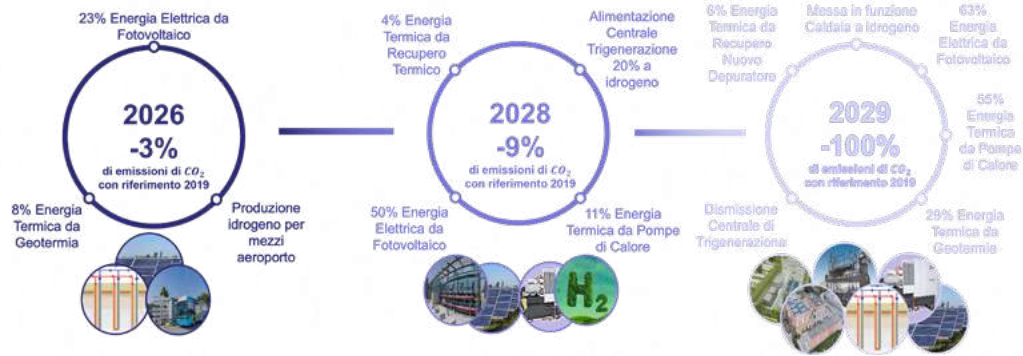 23% Energia Elettrica da
Fotovoltaico
2026
-3%
di emissioni di CO₂
con riferimento 2019
8% Energia
Termica da
Geotermia
Produzione
idrogeno per
mezzi
aeroporto
4% Energia
Termica da
Recupero
Termico
Alimentazione
Centrale
Trigenerazione
20% a
idrogeno
2028
-9%
di emissioni di CO₂
con riferimento 2019
50% Energia
Elettrica da
Fotovoltaico
11% Energia
Termica da Pompe
di Calore
H₂
6% Energia
Termica da
Recupero
Nuovo
Depuratore
Messa in funzione
Caldaia a idrogeno
63%
Energia
Elettrica da
Fotovoltaico
55%
Energia
Termica
da Pompe
di Calore
2029
-100%
di emissioni di CO₂
con riferimento 2019
Dismissione
Centrale di
Trigenerazione
29% Energia
Termica da
Geotermia